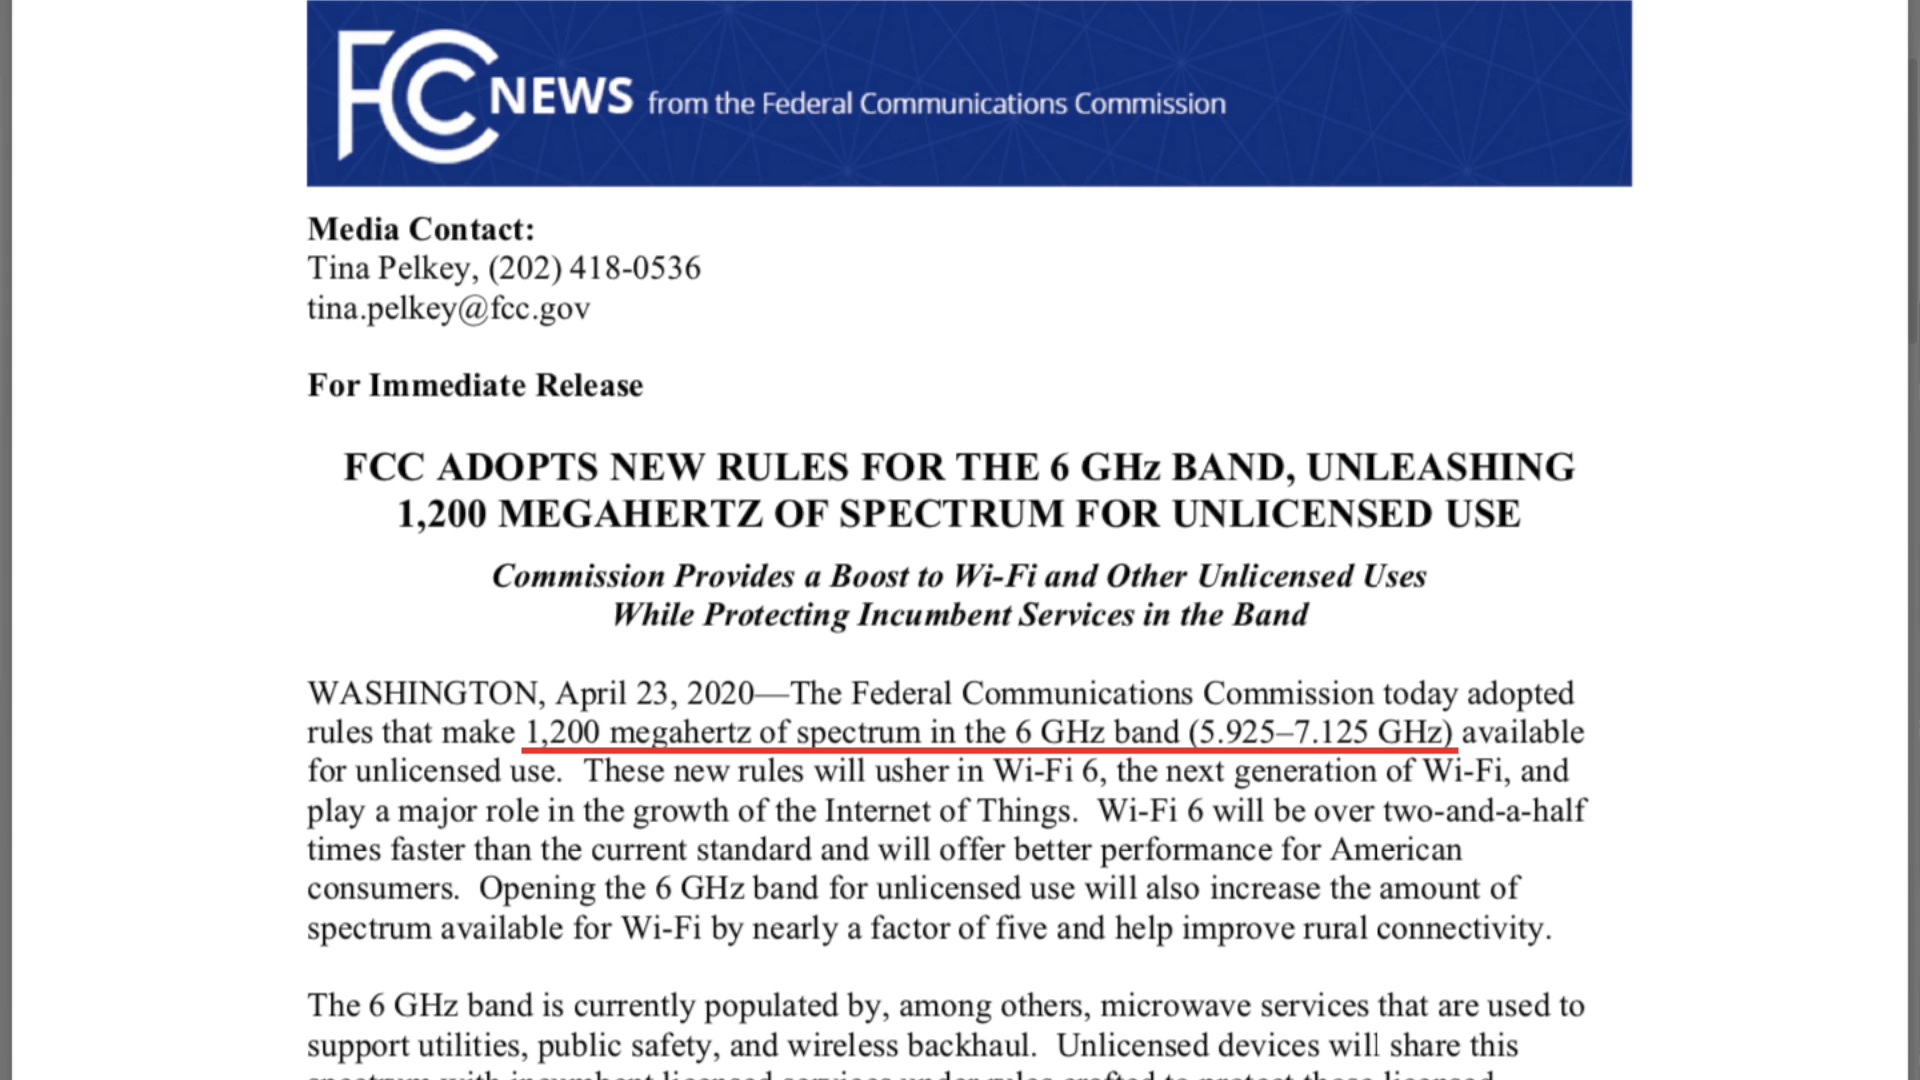 FCC NEWS from the Federal Communications Commission
Media Contact:
Tina Pelkey, (202) 418-0536
tina.pelkey@fcc.gov
For Immediate Release
FCC ADOPTS NEW RULES FOR THE 6 GHz BAND, UNLEASHING
1,200 MEGAHERTZ OF SPECTRUM FOR UNLICENSED USE
Commission Provides a Boost to Wi-Fi and Other Unlicensed Uses
While Protecting Incumbent Services in the Band
WASHINGTON, April 23, 2020—The Federal Communications Commission today adopted
rules that make 1,200 megahertz of spectrum in the 6 GHz band (5.925–7.125 GHz) available
for unlicensed use.  These new rules will usher in Wi-Fi 6, the next generation of Wi-Fi, and
play a major role in the growth of the Internet of Things.  Wi-Fi 6 will be over two-and-a-half
times faster than the current standard and will offer better performance for American
consumers.  Opening the 6 GHz band for unlicensed use will also increase the amount of
spectrum available for Wi-Fi by nearly a factor of five and help improve rural connectivity.
The 6 GHz band is currently populated by, among others, microwave services that are used to
support utilities, public safety, and wireless backhaul.  Unlicensed devices will share this